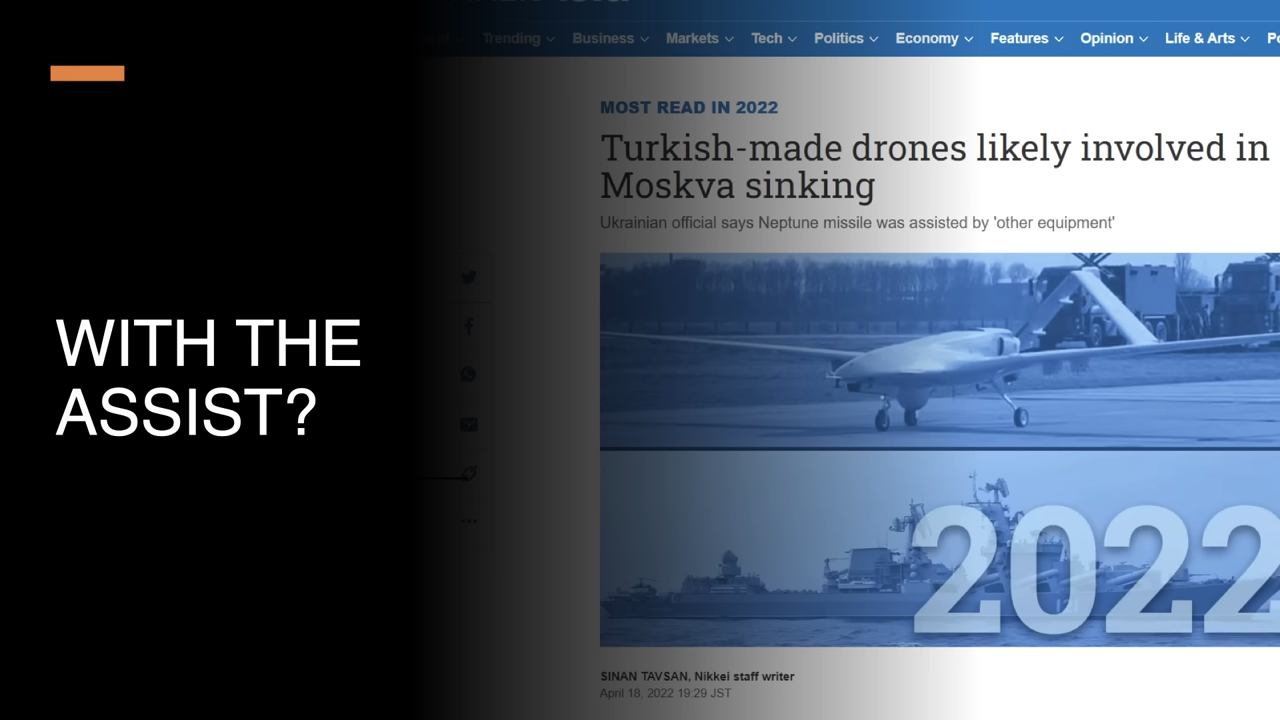 Trending Business Markets Tech Politics Economy Features Opinion Life & Arts
MOST READ IN 2022
Turkish-made drones likely involved in
Moskva sinking
Ukrainian official says Neptune missile was assisted by 'other equipment'
WITH THE
ASSIST?
2022
SINAN TAVSAN, Nikkei staff writer
April 18, 2022 19:29 JST